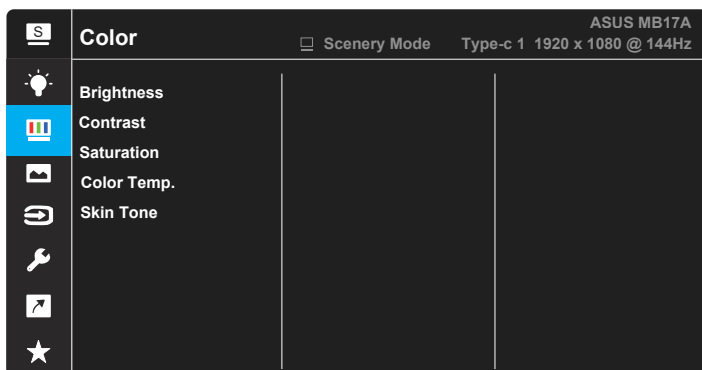 S
Color
Scenery Mode
ASUS MB17A
Type-c 1 1920 x 1080 @ 144Hz
Brightness
Contrast
Saturation
Color Temp.
Skin Tone